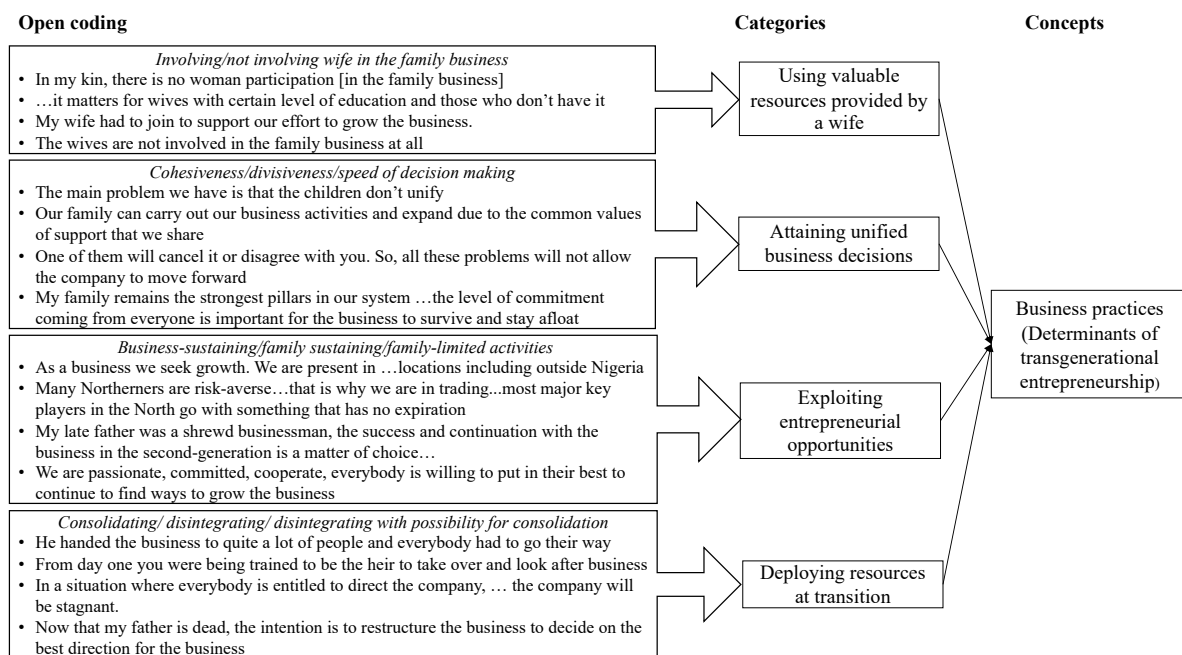 Open coding
Categories
Concepts
Involving/not involving wife in the family business
• In my kin, there is no woman participation [in the family business]
• …it matters for wives with certain level of education and those who don’t have it
• My wife had to join to support our effort to grow the business.
• The wives are not involved in the family business at all
Using valuable
resources provided by
a wife
Cohesiveness/divisiveness/speed of decision making
• The main problem we have is that the children don’t unify
• Our family can carry out our business activities and expand due to the common values
of support that we share
• One of them will cancel it or disagree with you. So, all these problems will not allow
the company to move forward
• My family remains the strongest pillars in our system …the level of commitment
coming from everyone is important for the business to survive and stay afloat
Attaining unified
business decisions
Business-sustaining/family sustaining/family-limited activities
• As a business we seek growth. We are present in …locations including outside Nigeria
• Many Northerners are risk-averse…that is why we are in trading...most major key
players in the North go with something that has no expiration
• My late father was a shrewd businessman, the success and continuation with the
business in the second-generation is a matter of choice…
• We are passionate, committed, cooperate, everybody is willing to put in their best to
continue to find ways to grow the business
Exploiting
entrepreneurial
opportunities
Consolidating/ disintegrating/ disintegrating with possibility for consolidation
• He handed the business to quite a lot of people and everybody had to go their way
• From day one you were being trained to be the heir to take over and look after business
• In a situation where everybody is entitled to direct the company, … the company will
be stagnant.
• Now that my father is dead, the intention is to restructure the business to decide on the
best direction for the business
Deploying resources
at transition
Business practices
(Determinants of
transgenerational
entrepreneurship)